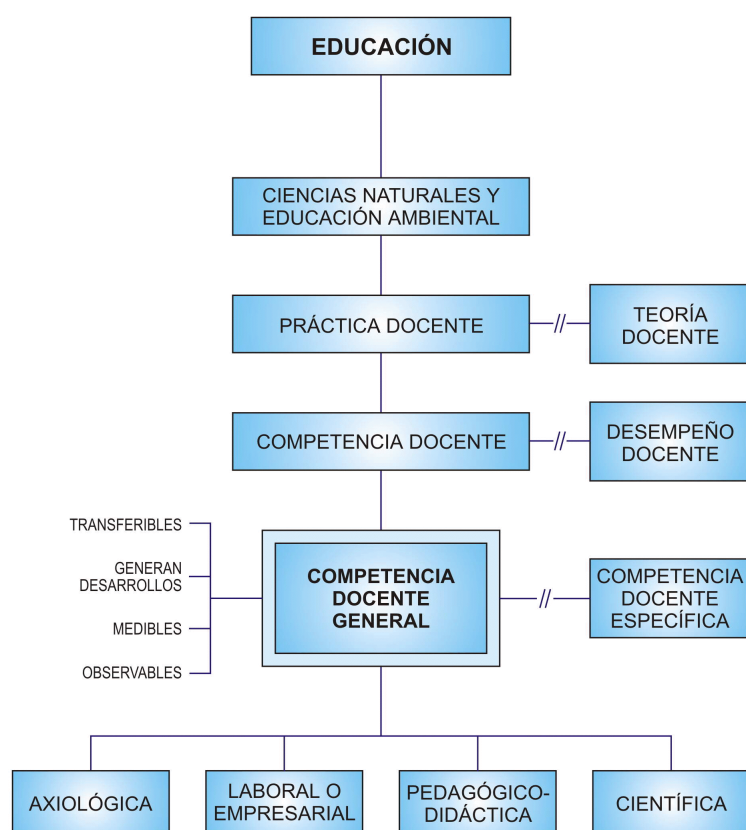 EDUCACIÓN
CIENCIAS NATURALES Y
EDUCACIÓN AMBIENTAL
PRÁCTICA DOCENTE
//
TEORÍA
DOCENTE
COMPETENCIA DOCENTE
//
DESEMPEÑO
DOCENTE
TRANSFERIBLES
GENERAN
DESARROLLOS
MEDIBLES
OBSERVABLES
COMPETENCIA
DOCENTE
GENERAL
//
COMPETENCIA
DOCENTE
ESPECÍFICA
AXIOLÓGICA
LABORAL O
EMPRESARIAL
PEDAGÓGICO-
DIDÁCTICA
CIENTÍFICA